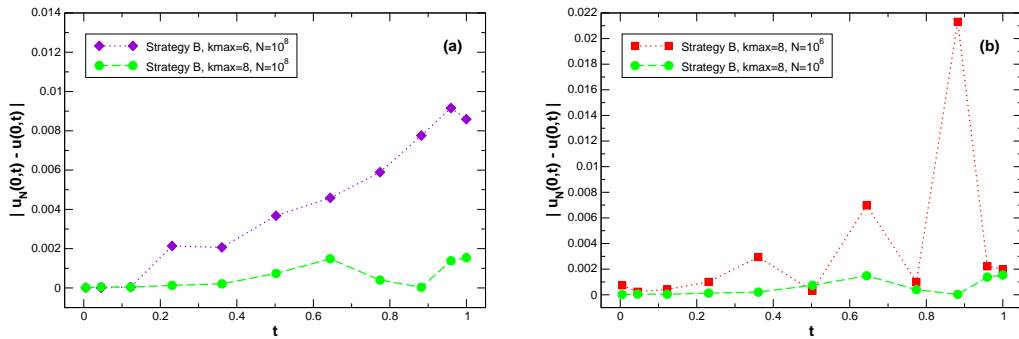 0.014
0.012
0.01
0.008
0.006
0.004
0.002
0
| u_N(0,t) - u(0,t) |
Strategy B, kmax=6, N=10^8
Strategy B, kmax=8, N=10^8
(a)
0 0.2 0.4 0.6 0.8 1
t
0.022
0.02
0.018
0.016
0.014
0.012
0.01
0.008
0.006
0.004
0.002
0
| u_N(0,t) - u(0,t) |
Strategy B, kmax=8, N=10^6
Strategy B, kmax=8, N=10^8
(b)
0 0.2 0.4 0.6 0.8 1
t